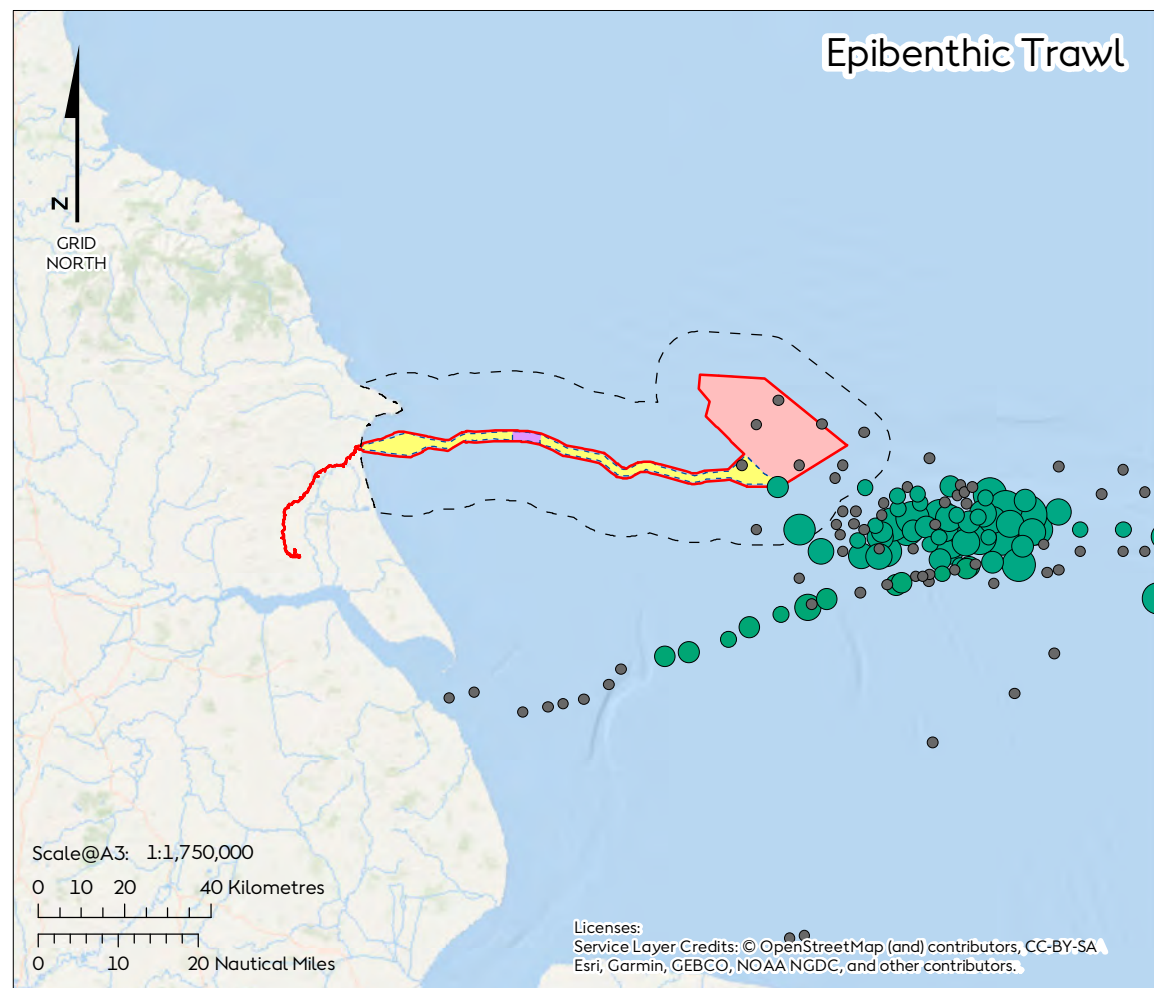 Epibenthic Trawl
N
GRID
NORTH
Scale@A3: 1:1,750,000
0 10 20 40 Kilometres
0 10 20 Nautical Miles
Licenses:
Service Layer Credits: © OpenStreetMap (and) contributors, CC-BY-SA
Esri, Garmin, GEBCO, NOAA NGDC, and other contributors.